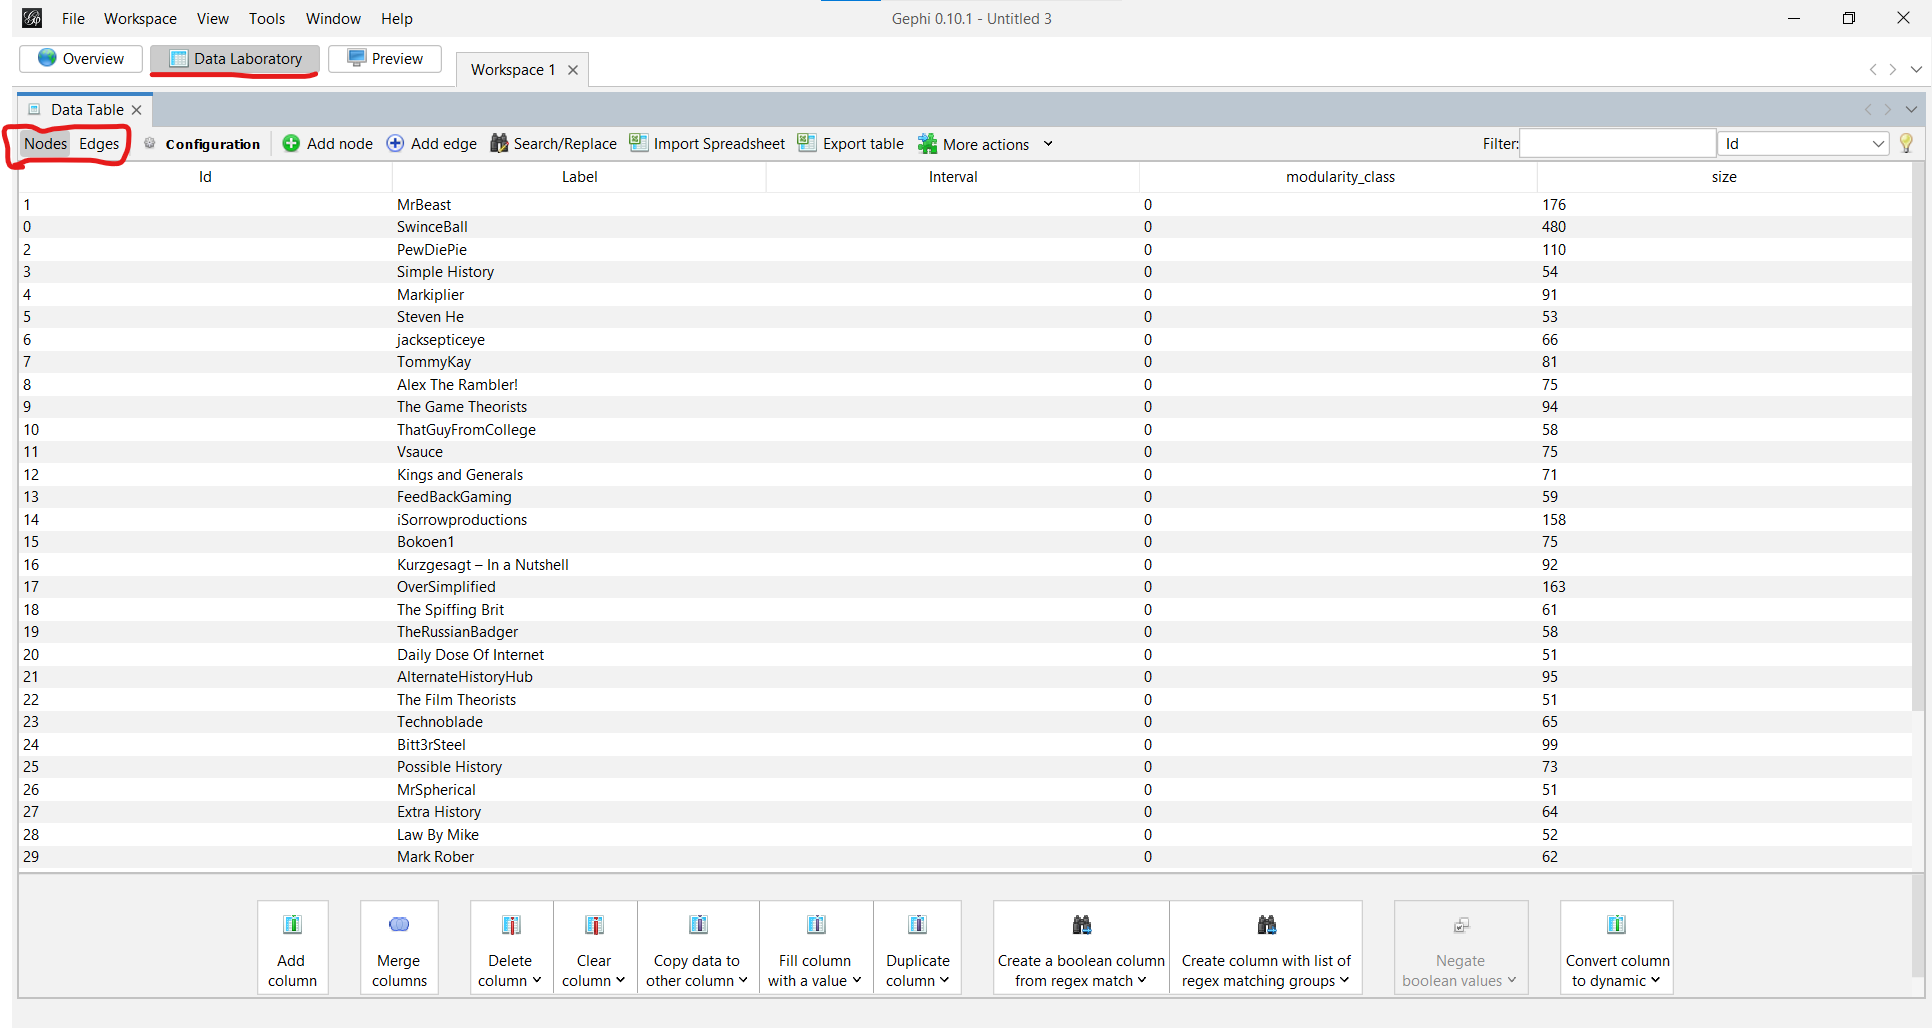 File Workspace View Tools Window Help Gephi 0.10.1 - Untitled 3
Overview Data Laboratory Preview Workspace 1
Data Table
Nodes Edges Configuration Add node Add edge Search/Replace Import Spreadsheet Export table More actions Filter: Id
Id Label Interval modularity_class size
1 MrBeast 0 176
0 SwinceBall 0 480
2 PewDiePie 0 110
3 Simple History 0 54
4 Markiplier 0 91
5 Steven He 0 53
6 jacksepticeye 0 66
7 TommyKay 0 81
8 Alex The Rambler! 0 75
9 The Game Theorists 0 94
10 ThatGuyFromCollege 0 58
11 Vsauce 0 75
12 Kings and Generals 0 71
13 FeedBackGaming 0 59
14 iSorrowproductions 0 158
15 Bokoen1 0 75
16 Kurzgesagt – In a Nutshell 0 92
17 OverSimplified 0 163
18 The Spiffing Brit 0 61
19 TheRussianBadger 0 58
20 Daily Dose Of Internet 0 51
21 AlternateHistoryHub 0 95
22 The Film Theorists 0 51
23 Technoblade 0 65
24 Bitt3rSteel 0 99
25 Possible History 0 73
26 MrSpherical 0 51
27 Extra History 0 64
28 Law By Mike 0 52
29 Mark Rober 0 62
Add column
Merge columns
Delete column
Clear column
Copy data to other column
Fill column with a value
Duplicate column
Create a boolean column from regex match
Create column with list of regex matching groups
Negate boolean values
Convert column to dynamic